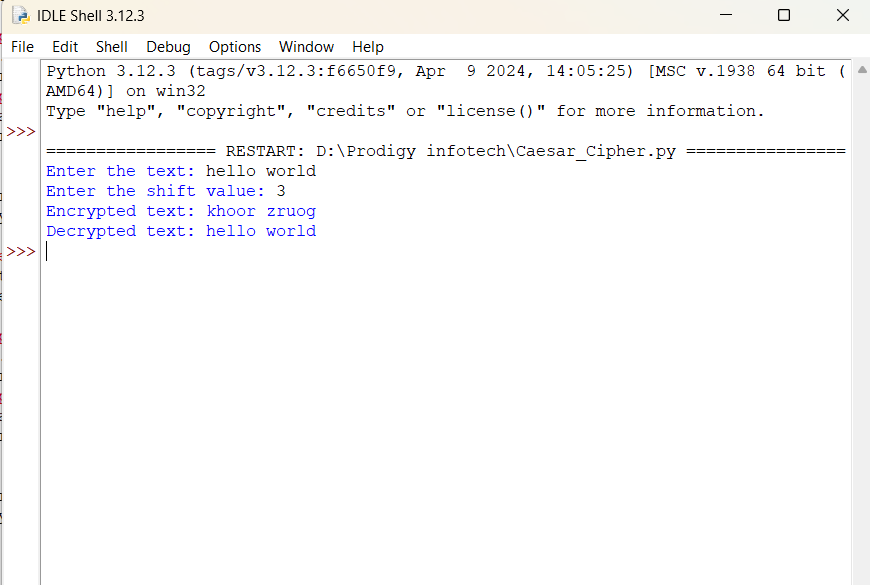 IDLE Shell 3.12.3
File Edit Shell Debug Options Window Help
Python 3.12.3 (tags/v3.12.3:f6650f9, Apr  9 2024, 14:05:25) [MSC v.1938 64 bit (
AMD64)] on win32
Type "help", "copyright", "credits" or "license()" for more information.
>>>
================= RESTART: D:\Prodigy infotech\Caesar_Cipher.py ================
Enter the text: hello world
Enter the shift value: 3
Encrypted text: khoor zruog
Decrypted text: hello world
>>>